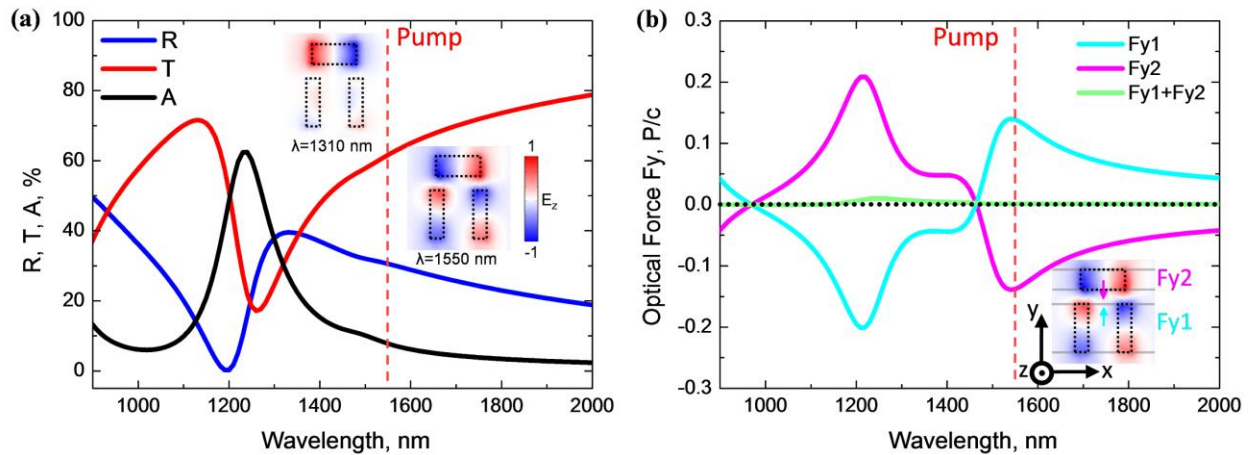 (a)
R
T
A
Pump
100
80
60
40
20
0
R, T, A, %
λ=1310 nm
1
E_z
-1
λ=1550 nm
1000 1200 1400 1600 1800 2000
Wavelength, nm
(b)
Pump
Fy1
Fy2
Fy1+Fy2
0.3
0.2
0.1
0.0
-0.1
-0.2
-0.3
Optical Force Fy, P/c
Fy2
Fy1
y
z
x
1000 1200 1400 1600 1800 2000
Wavelength, nm